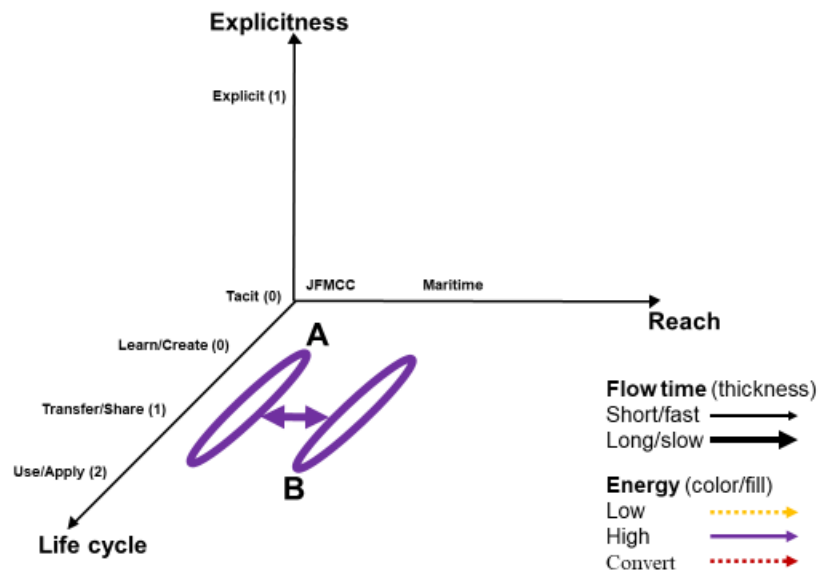 Explicitness
Explicit (1)
Tacit (0)
JFMCC
Maritime
Reach
Learn/Create (0)
A
Transfer/Share (1)
Use/Apply (2)
B
Life cycle
Flow time (thickness)
Short/fast
Long/slow
Energy (color/fill)
Low
High
Convert